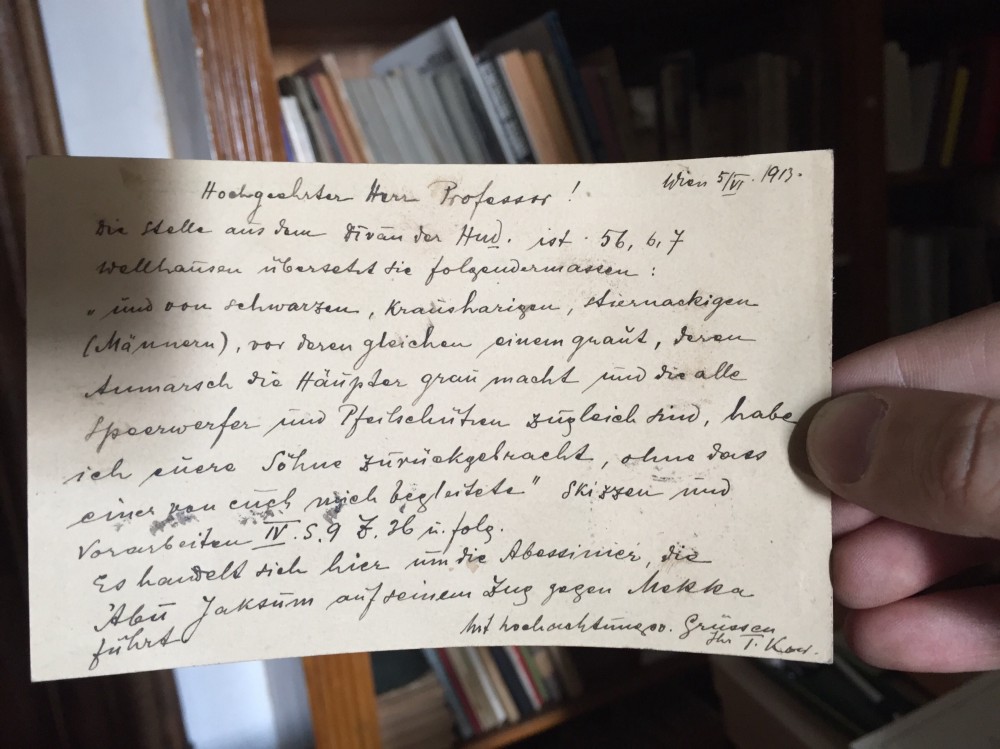 Wien 5/VI. 1913.
Hochgeehrter Herr Professor!
Die Stelle aus dem Dīvān der Huḏ. ist 56, 6, 7
Wellhausen übersetzt sie folgendermassen:
„und von schwarzen, krausharigen, stiernackigen
(Männern), vor deren gleichen einem graut, deren
Anmarsch die Häupter grau macht und die alle
Speerwerfer und Pfeilschützen zugleich sind, habe
ich euere Söhne zurückgebracht, ohne dass
einer von euch mich begleitete" Skizzen und
Vorarbeiten IV. S. 9 Z. 26 u. folg.
Es handelt sich hier um die Abessinier, die
'Abū Jaksūm auf seinem Zug gegen Mekka
führt
Mit hochachtungsv. Grüssen
Ihr T. Kow.